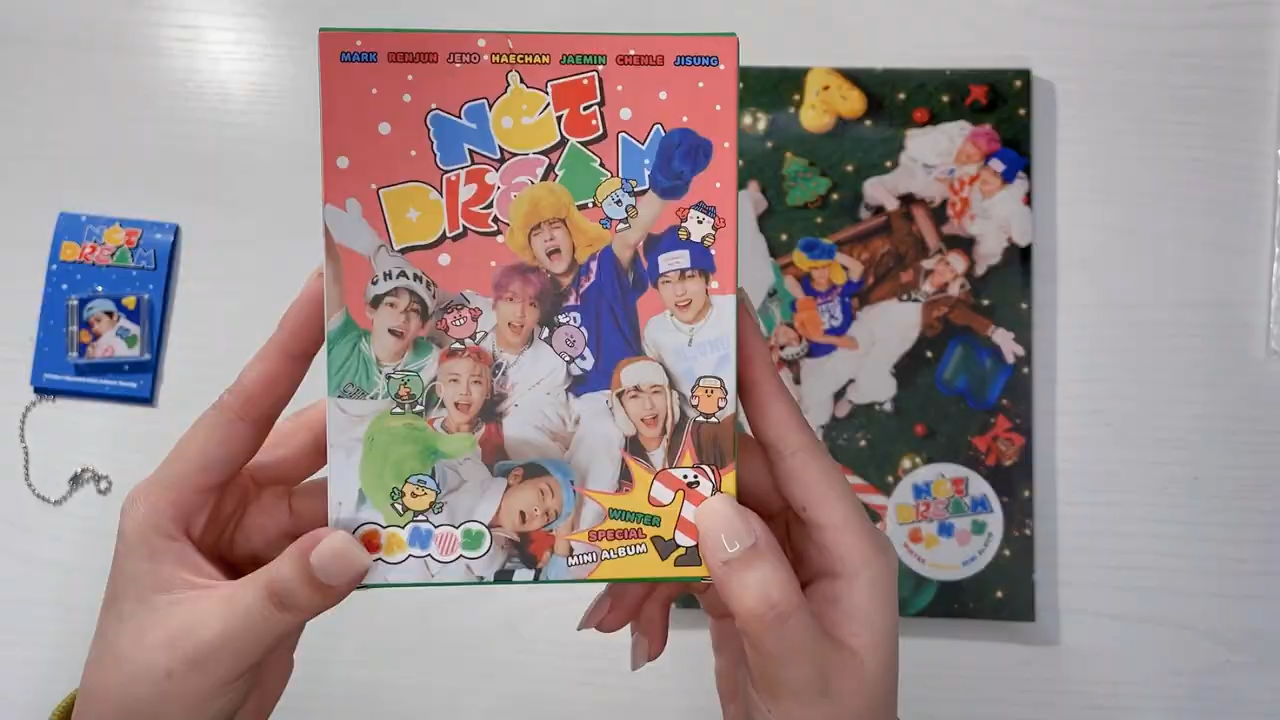 MARK RENJUN JENO HAECHAN JAEMIN CHENLE JISUNG
NCT
DREAM
CHANEL
WINTER
SPECIAL
MINI ALBUM
CANDY
NCT
DREAM
NCT
DREAM
CANDY